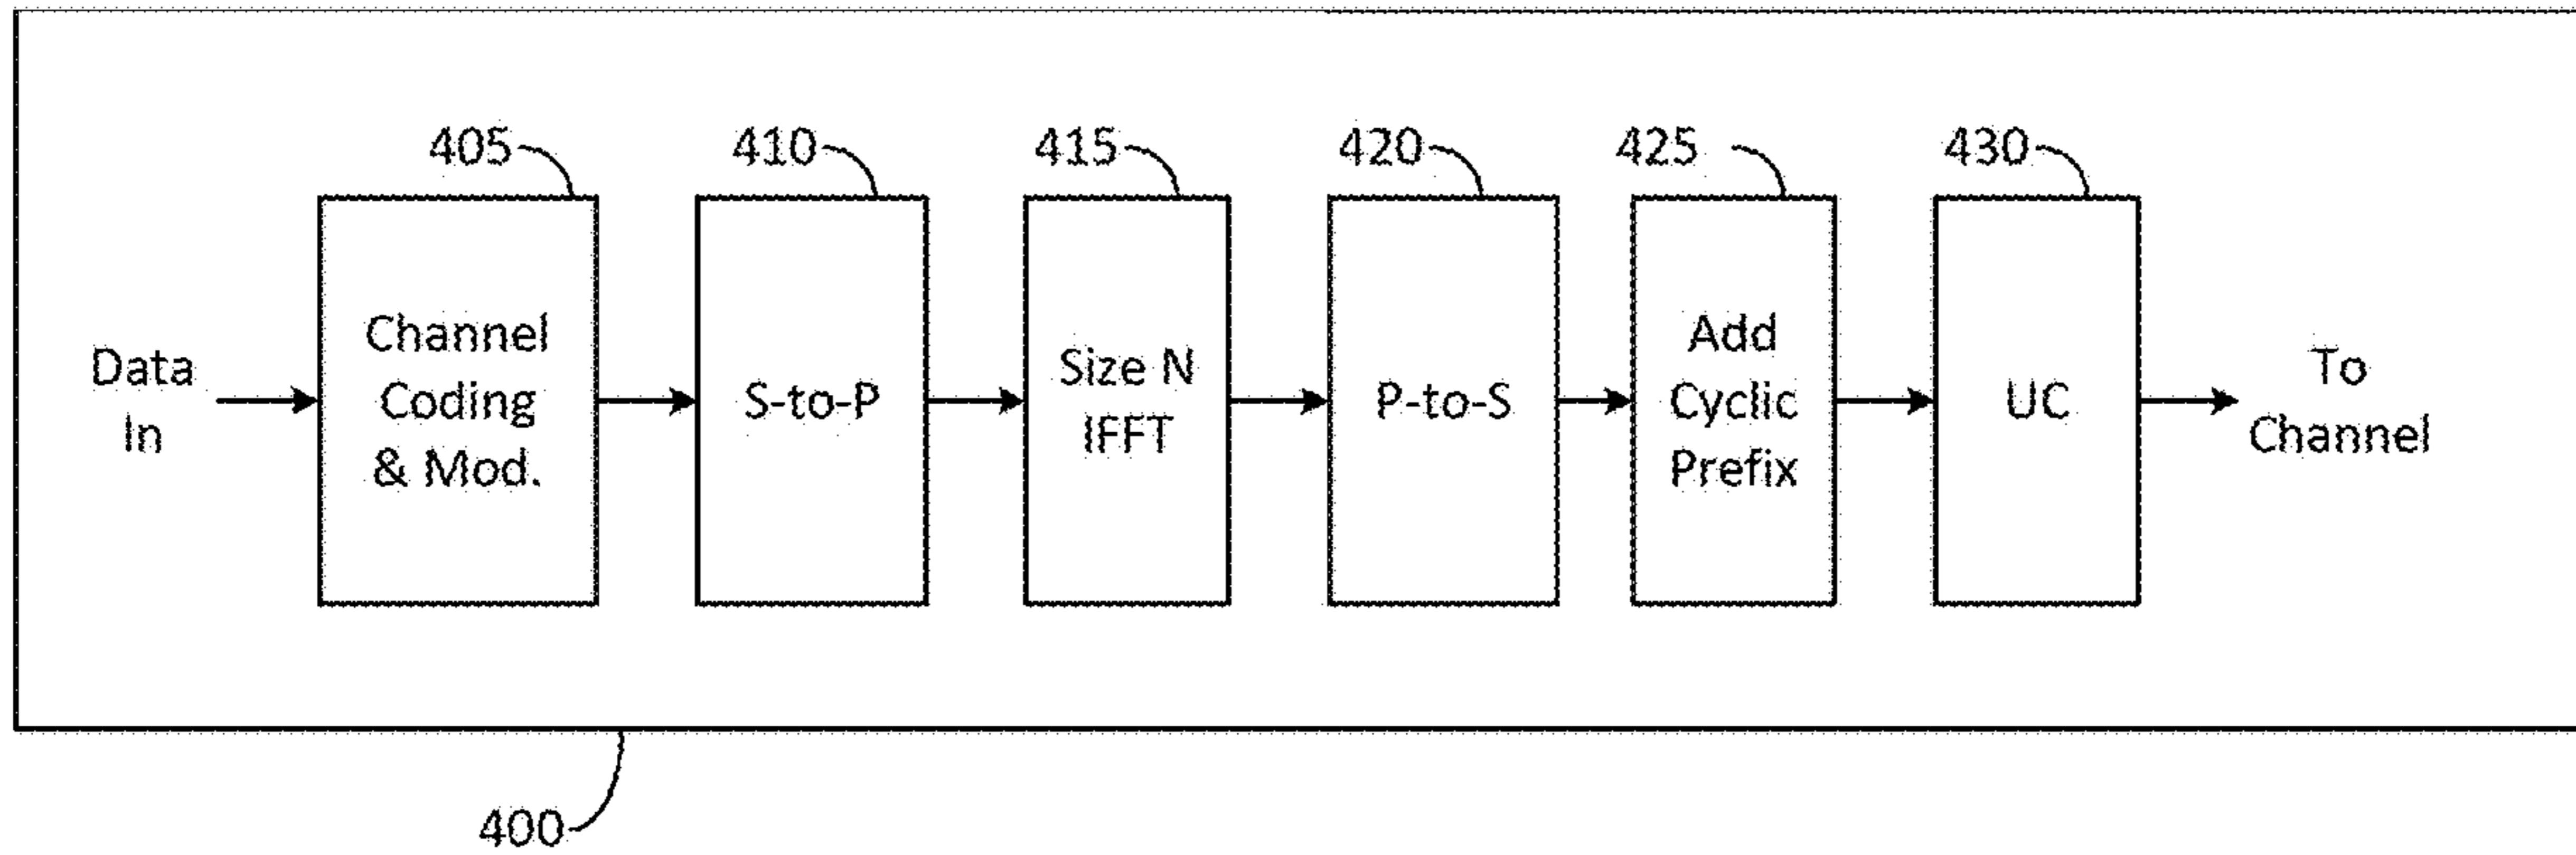 405
410
415
420
425
430
Data
In
Channel
Coding
& Mod.
S-to-P
Size N
IFFT
P-to-S
Add
Cyclic
Prefix
UC
To
Channel
400